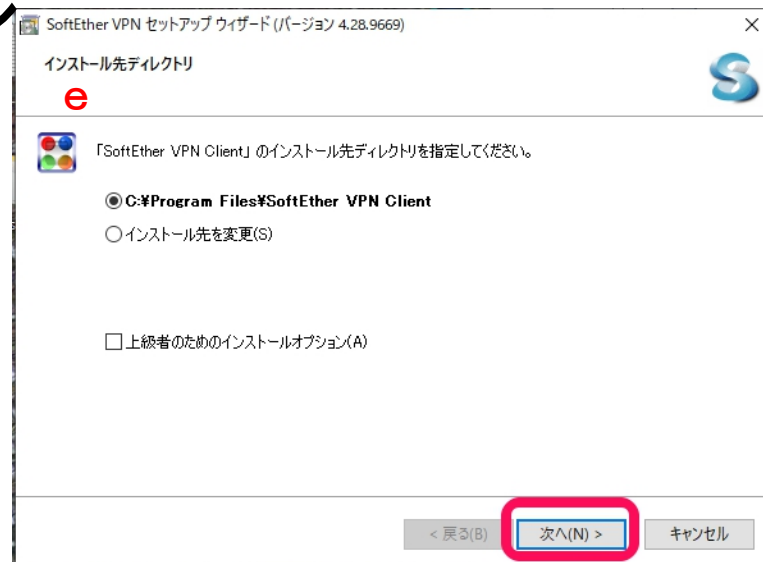 SoftEther VPN セットアップ ウィザード (バージョン 4.28.9669)
インストール先ディレクトリ
e
「SoftEther VPN Client」のインストール先ディレクトリを指定してください。
C:¥Program Files¥SoftEther VPN Client
インストール先を変更(S)
上級者のためのインストールオプション(A)
< 戻る(B) 次へ(N) > キャンセル